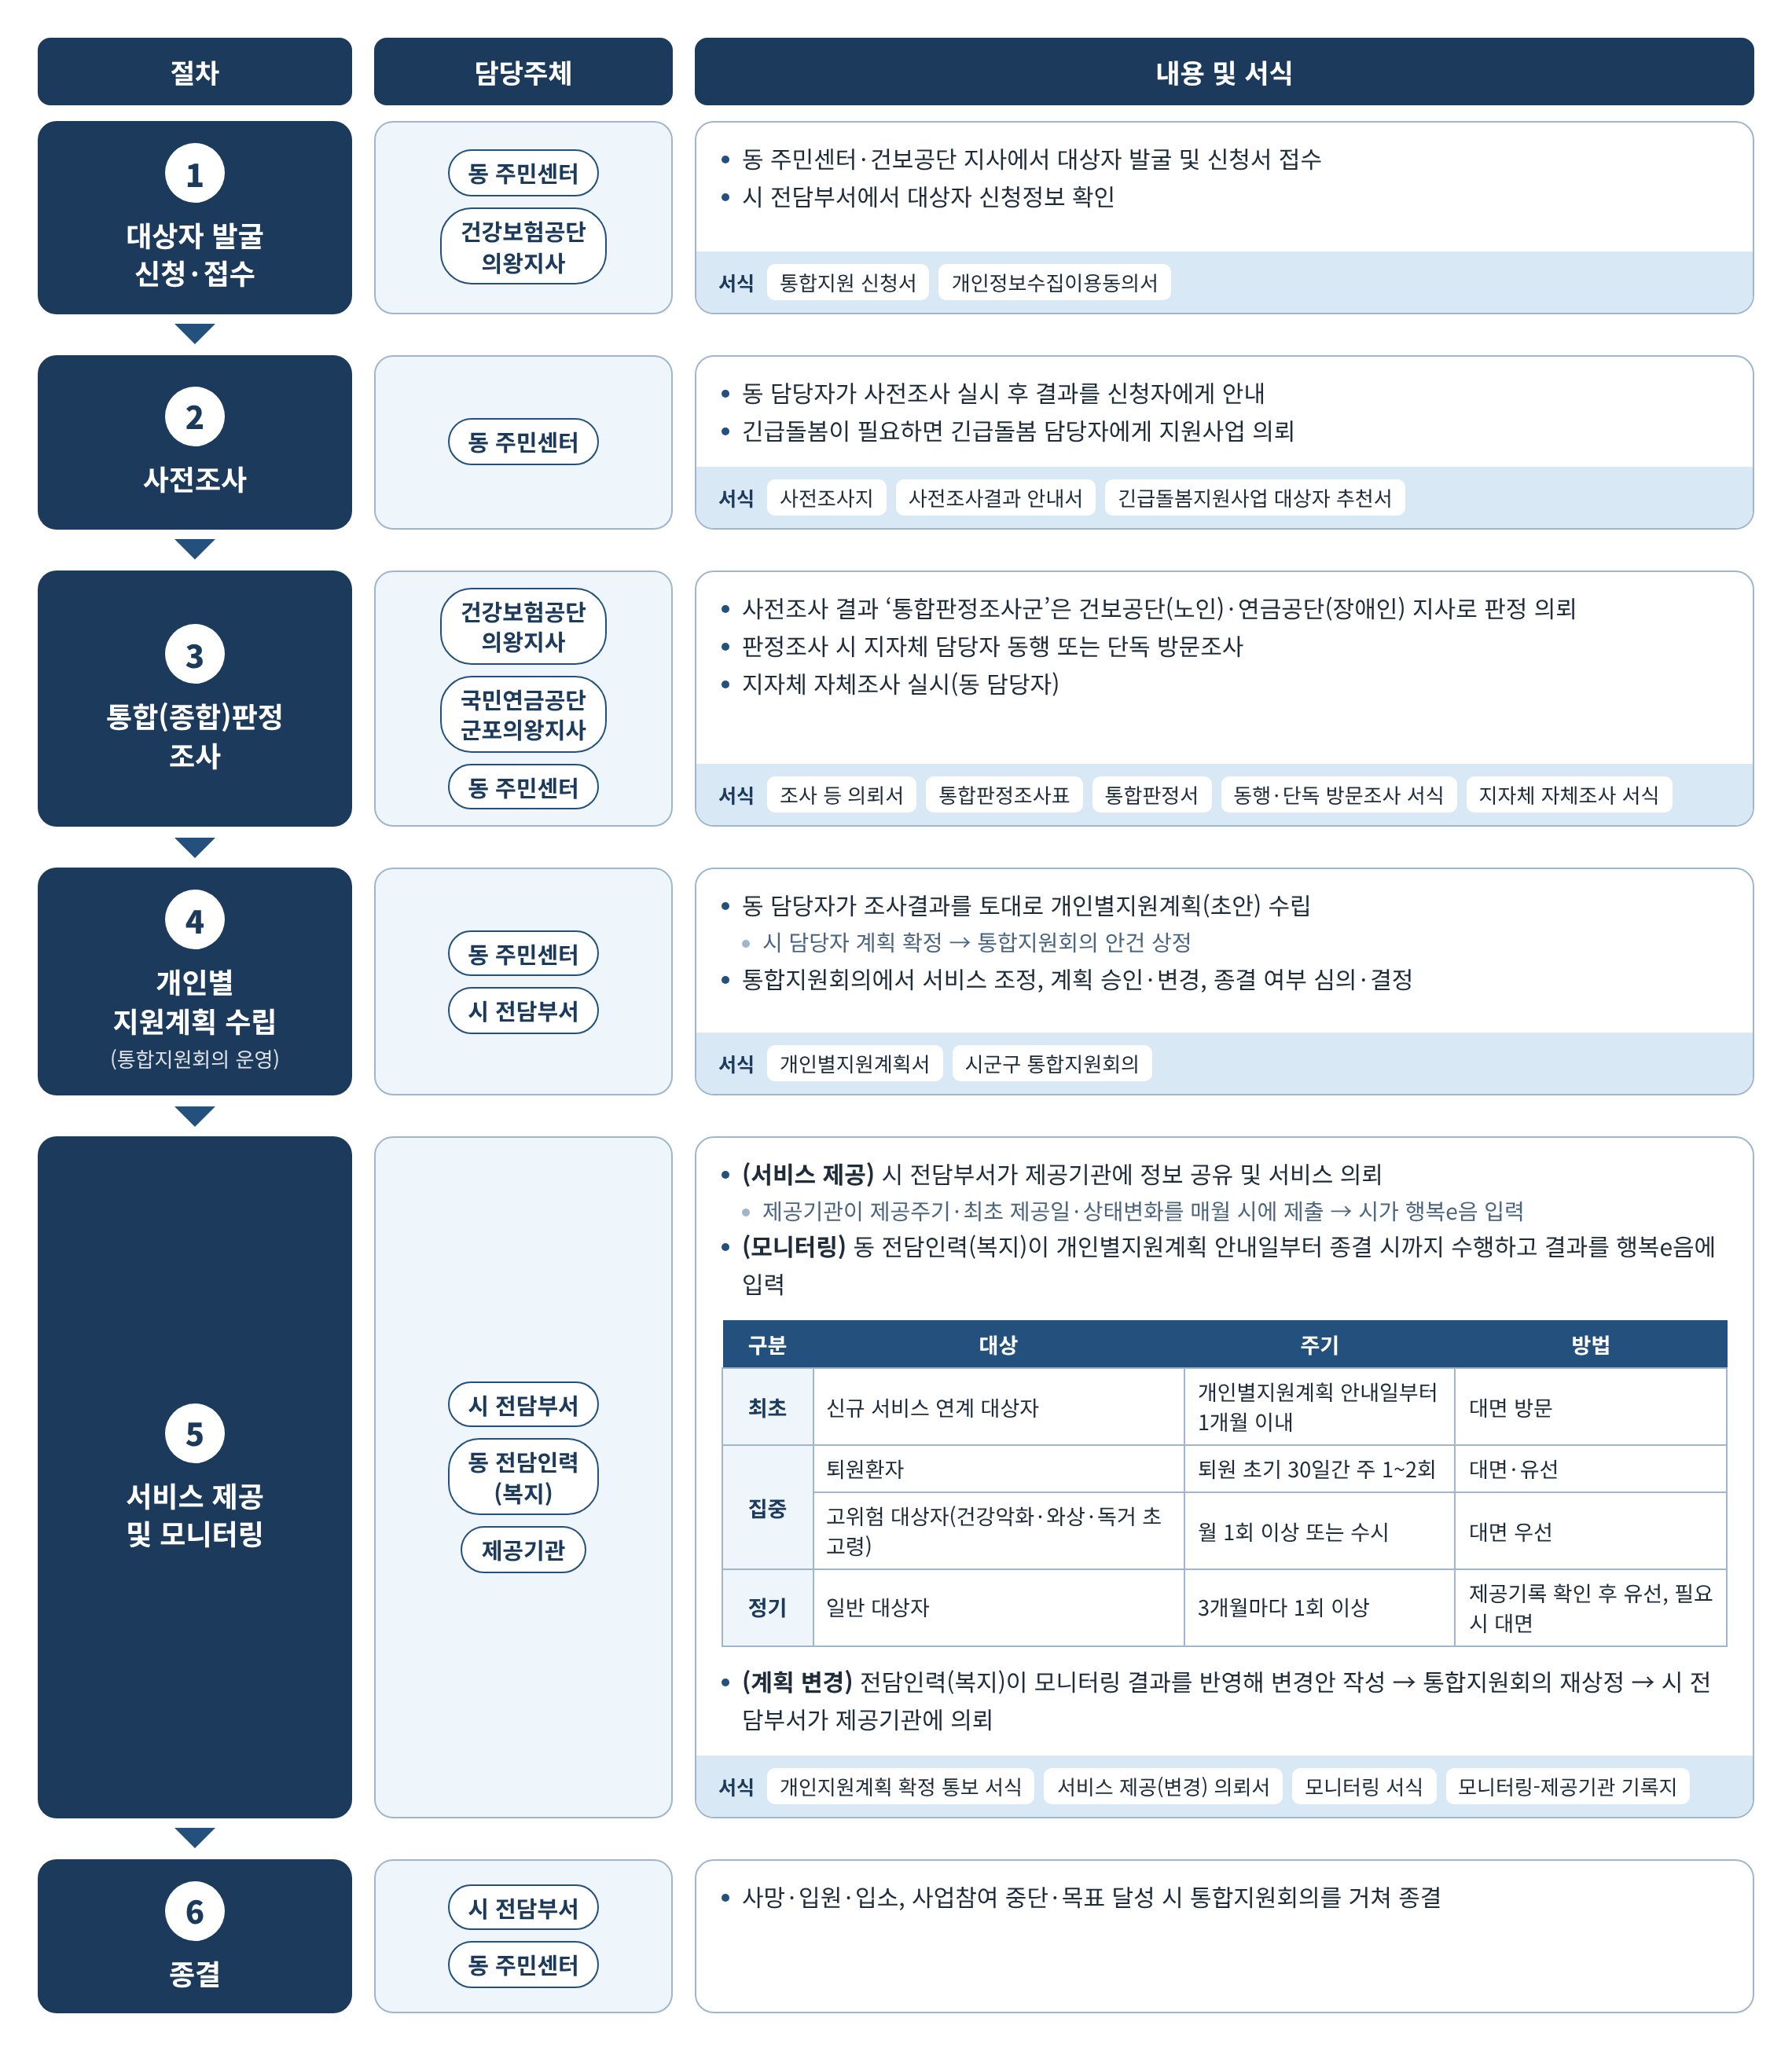 절차
담당주체
내용 및 서식
1
대상자 발굴
신청·접수
동 주민센터
건강보험공단
의왕지사
• 동 주민센터·건보공단 지사에서 대상자 발굴 및 신청서 접수
• 시 전담부서에서 대상자 신청정보 확인
서식 통합지원 신청서 개인정보수집이용동의서
2
사전조사
동 주민센터
• 동 담당자가 사전조사 실시 후 결과를 신청자에게 안내
• 긴급돌봄이 필요하면 긴급돌봄 담당자에게 지원사업 의뢰
서식 사전조사지 사전조사결과 안내서 긴급돌봄지원사업 대상자 추천서
3
통합(종합)판정
조사
건강보험공단
의왕지사
국민연금공단
군포의왕지사
동 주민센터
• 사전조사 결과 ‘통합판정조사군’은 건보공단(노인)·연금공단(장애인) 지사로 판정 의뢰
• 판정조사 시 지자체 담당자 동행 또는 단독 방문조사
• 지자체 자체조사 실시(동 담당자)
서식 조사 등 의뢰서 통합판정조사표 통합판정서 동행·단독 방문조사 서식 지자체 자체조사 서식
4
개인별
지원계획 수립
(통합지원회의 운영)
동 주민센터
시 전담부서
• 동 담당자가 조사결과를 토대로 개인별지원계획(초안) 수립
• 시 담당자 계획 확정 → 통합지원회의 안건 상정
• 통합지원회의에서 서비스 조정, 계획 승인·변경, 종결 여부 심의·결정
서식 개인별지원계획서 시군구 통합지원회의
5
서비스 제공
및 모니터링
시 전담부서
동 전담인력
(복지)
제공기관
• (서비스 제공) 시 전담부서가 제공기관에 정보 공유 및 서비스 의뢰
• 제공기관이 제공주기·최초 제공일·상태변화를 매월 시에 제출 → 시가 행복e음 입력
• (모니터링) 동 전담인력(복지)이 개인별지원계획 안내일부터 종결 시까지 수행하고 결과를 행복e음에
입력
구분 대상 주기 방법
최초 신규 서비스 연계 대상자 개인별지원계획 안내일부터
1개월 이내 대면 방문
집중 퇴원환자 퇴원 초기 30일간 주 1~2회 대면·유선
고위험 대상자(건강악화·와상·독거 초
고령) 월 1회 이상 또는 수시 대면 우선
정기 일반 대상자 3개월마다 1회 이상 제공기록 확인 후 유선, 필요
시 대면
• (계획 변경) 전담인력(복지)이 모니터링 결과를 반영해 변경안 작성 → 통합지원회의 재상정 → 시 전
담부서가 제공기관에 의뢰
서식 개인지원계획 확정 통보 서식 서비스 제공(변경) 의뢰서 모니터링 서식 모니터링-제공기관 기록지
6
종결
시 전담부서
동 주민센터
• 사망·입원·입소, 사업참여 중단·목표 달성 시 통합지원회의를 거쳐 종결